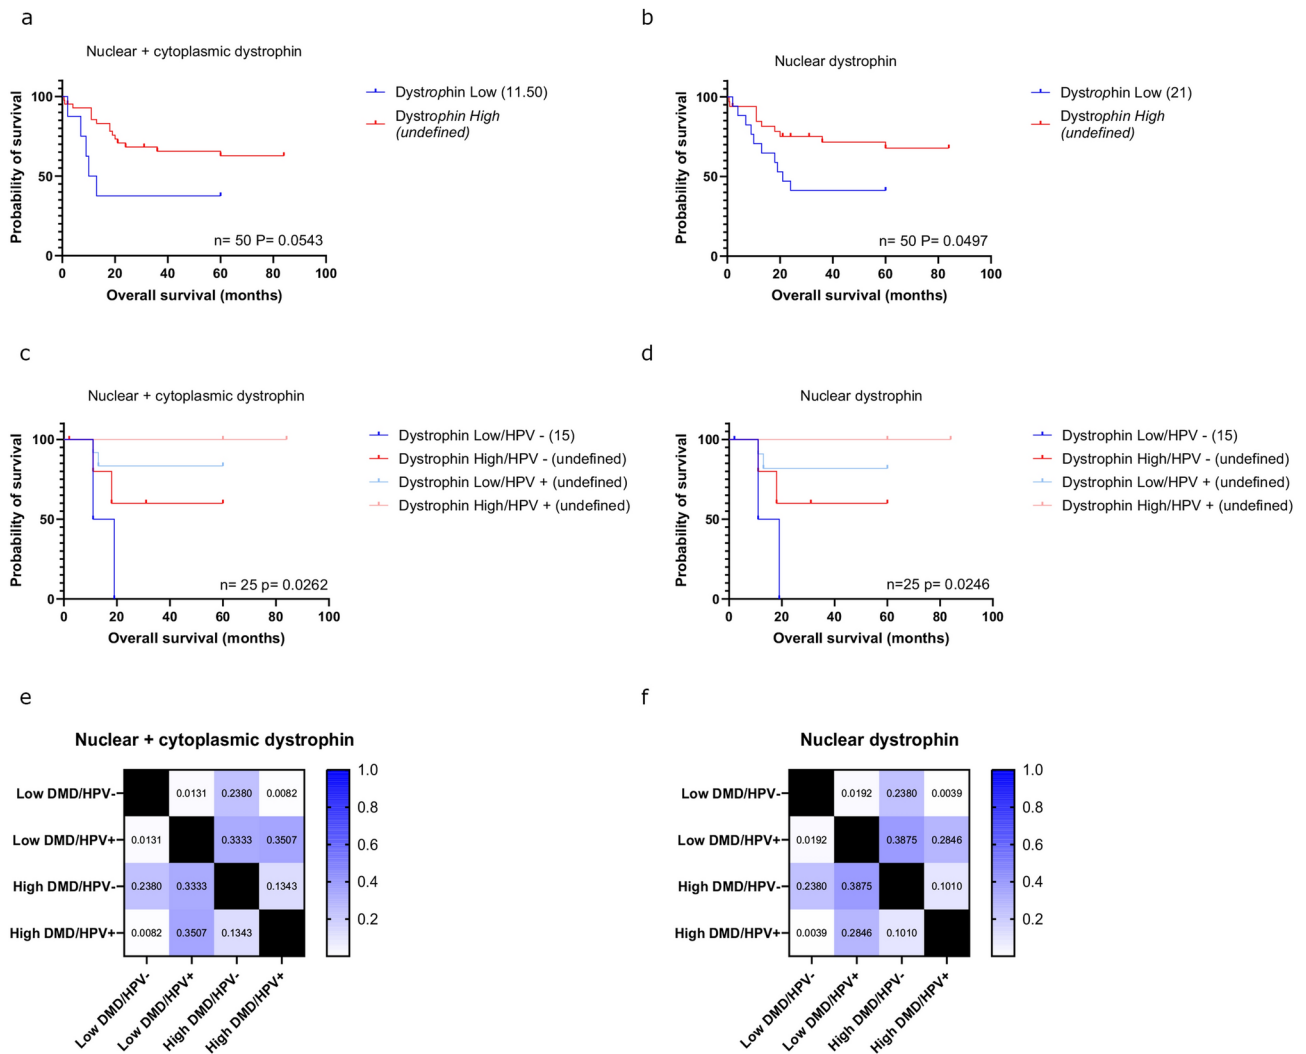 a
Nuclear + cytoplasmic dystrophin
100
50
0
0 20 40 60 80 100
Probability of survival
Overall survival (months)
n= 50 P= 0.0543
Dystrophin Low (11.50)
Dystrophin High
(undefined)
b
Nuclear dystrophin
100
50
0
0 20 40 60 80 100
Probability of survival
Overall survival (months)
n= 50 P= 0.0497
Dystrophin Low (21)
Dystrophin High
(undefined)
c
Nuclear + cytoplasmic dystrophin
100
50
0
0 20 40 60 80 100
Probability of survival
Overall survival (months)
n= 25 p= 0.0262
Dystrophin Low/HPV - (15)
Dystrophin High/HPV - (undefined)
Dystrophin Low/HPV + (undefined)
Dystrophin High/HPV + (undefined)
d
Nuclear dystrophin
100
50
0
0 20 40 60 80 100
Probability of survival
Overall survival (months)
n=25 p= 0.0246
Dystrophin Low/HPV - (15)
Dystrophin High/HPV - (undefined)
Dystrophin Low/HPV + (undefined)
Dystrophin High/HPV + (undefined)
e
Nuclear + cytoplasmic dystrophin
Low DMD/HPV- 0.0131 0.2380 0.0082
Low DMD/HPV+ 0.0131 0.3333 0.3507
High DMD/HPV- 0.2380 0.3333 0.1343
High DMD/HPV+ 0.0082 0.3507 0.1343
Low DMD/HPV-
Low DMD/HPV+
High DMD/HPV-
High DMD/HPV+
1.0
0.8
0.6
0.4
0.2
f
Nuclear dystrophin
Low DMD/HPV- 0.0192 0.2380 0.0039
Low DMD/HPV+ 0.0192 0.3875 0.2846
High DMD/HPV- 0.2380 0.3875 0.1010
High DMD/HPV+ 0.0039 0.2846 0.1010
Low DMD/HPV-
Low DMD/HPV+
High DMD/HPV-
High DMD/HPV+
1.0
0.8
0.6
0.4
0.2